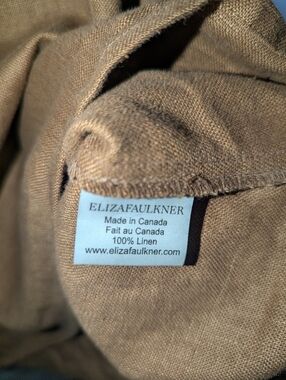 ELIZAFAULKNER
Made in Canada
Fait au Canada
100% Linen
www.elizafaulkner.com